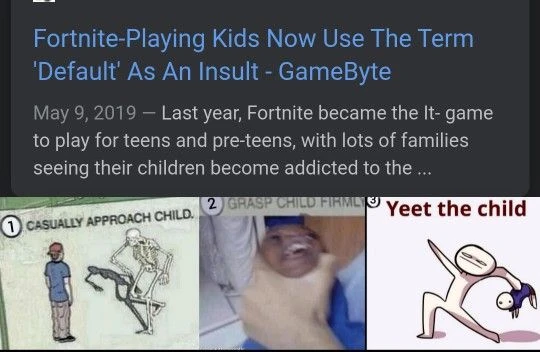 Fortnite-Playing Kids Now Use The Term
'Default' As An Insult - GameByte
May 9, 2019 — Last year, Fortnite became the It- game
to play for teens and pre-teens, with lots of families
seeing their children become addicted to the ...
1 CASUALLY APPROACH CHILD.
2 GRASP CHILD FIRMLY
3 Yeet the child